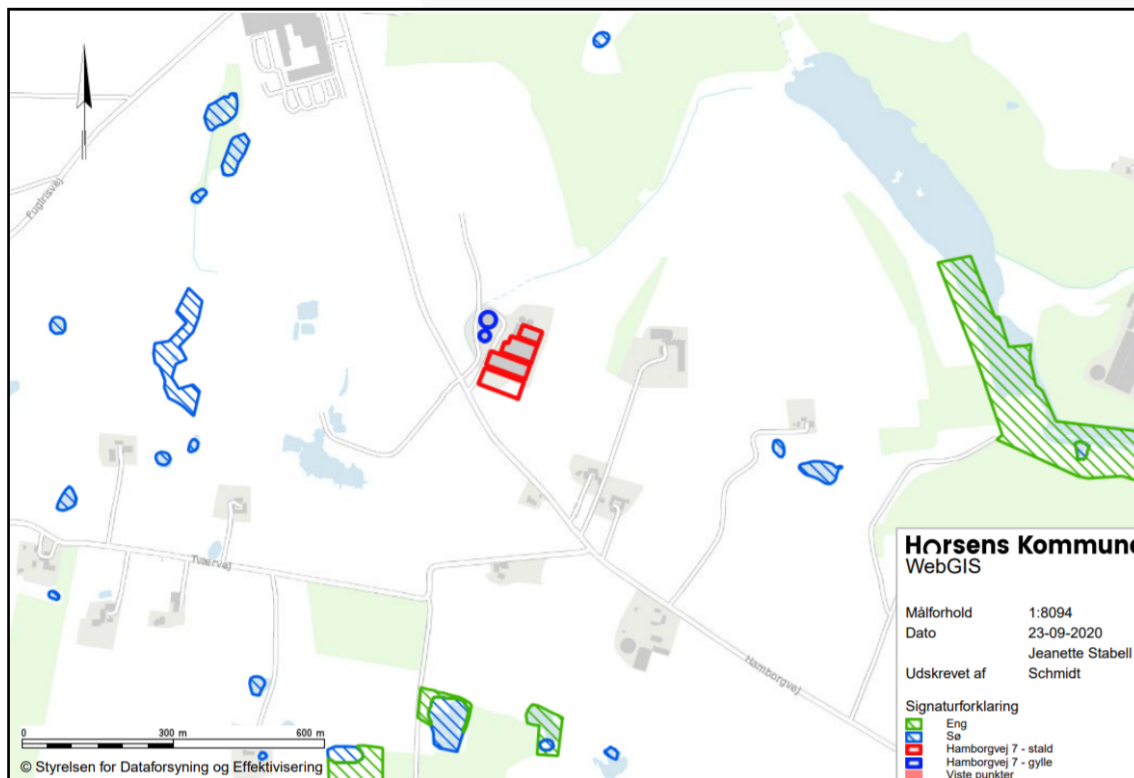 Fuglrisvej
Tværvej
Hamborgvej
0 300 m 600 m
© Styrelsen for Dataforsyning og Effektivisering
Horsens Kommune
WebGIS
Målforhold 1:8094
Dato 23-09-2020
Jeanette Stabell
Udskrevet af Schmidt
Signaturforklaring
Eng
Sø
Hamborgvej 7 - stald
Hamborgvej 7 - gylle
Viste punkter